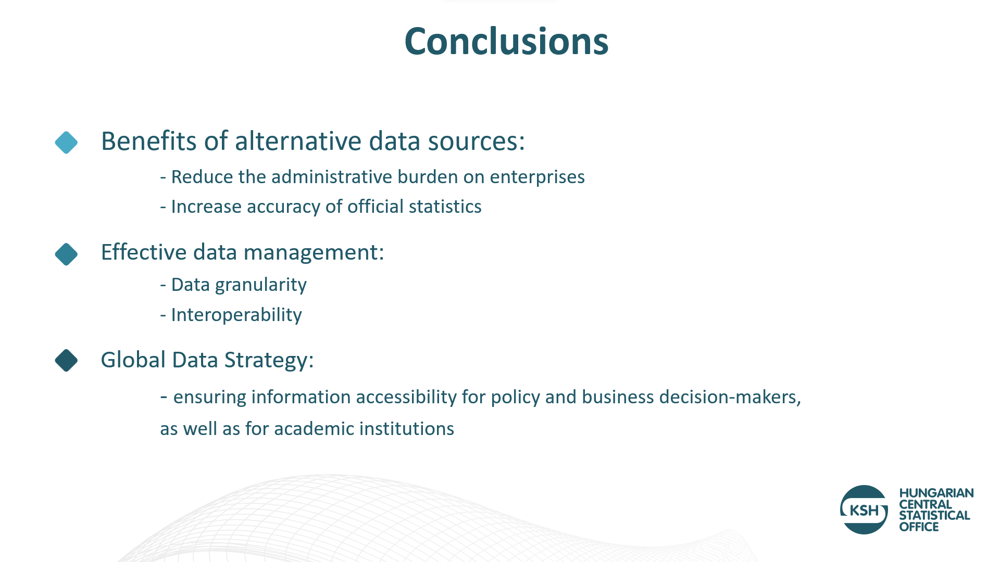 Conclusions
Benefits of alternative data sources:
- Reduce the administrative burden on enterprises
- Increase accuracy of official statistics
Effective data management:
- Data granularity
- Interoperability
Global Data Strategy:
- ensuring information accessibility for policy and business decision-makers,
as well as for academic institutions
KSH
HUNGARIAN
CENTRAL
STATISTICAL
OFFICE